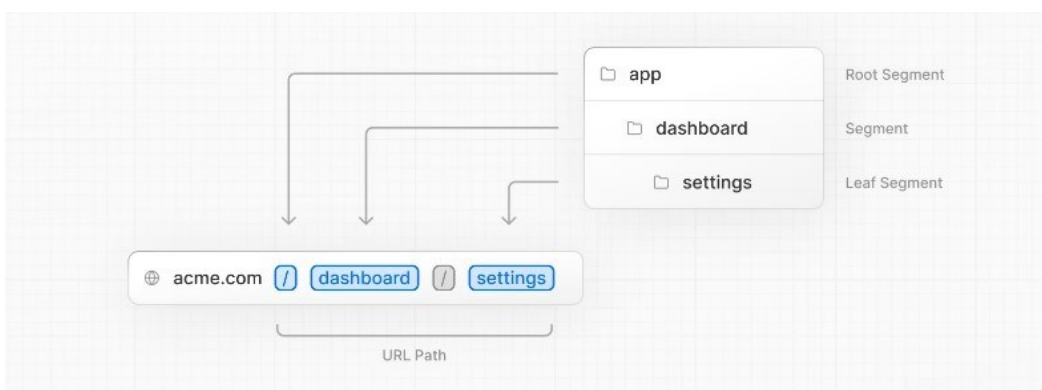 app
Root Segment
dashboard
Segment
settings
Leaf Segment
acme.com / dashboard / settings
URL Path